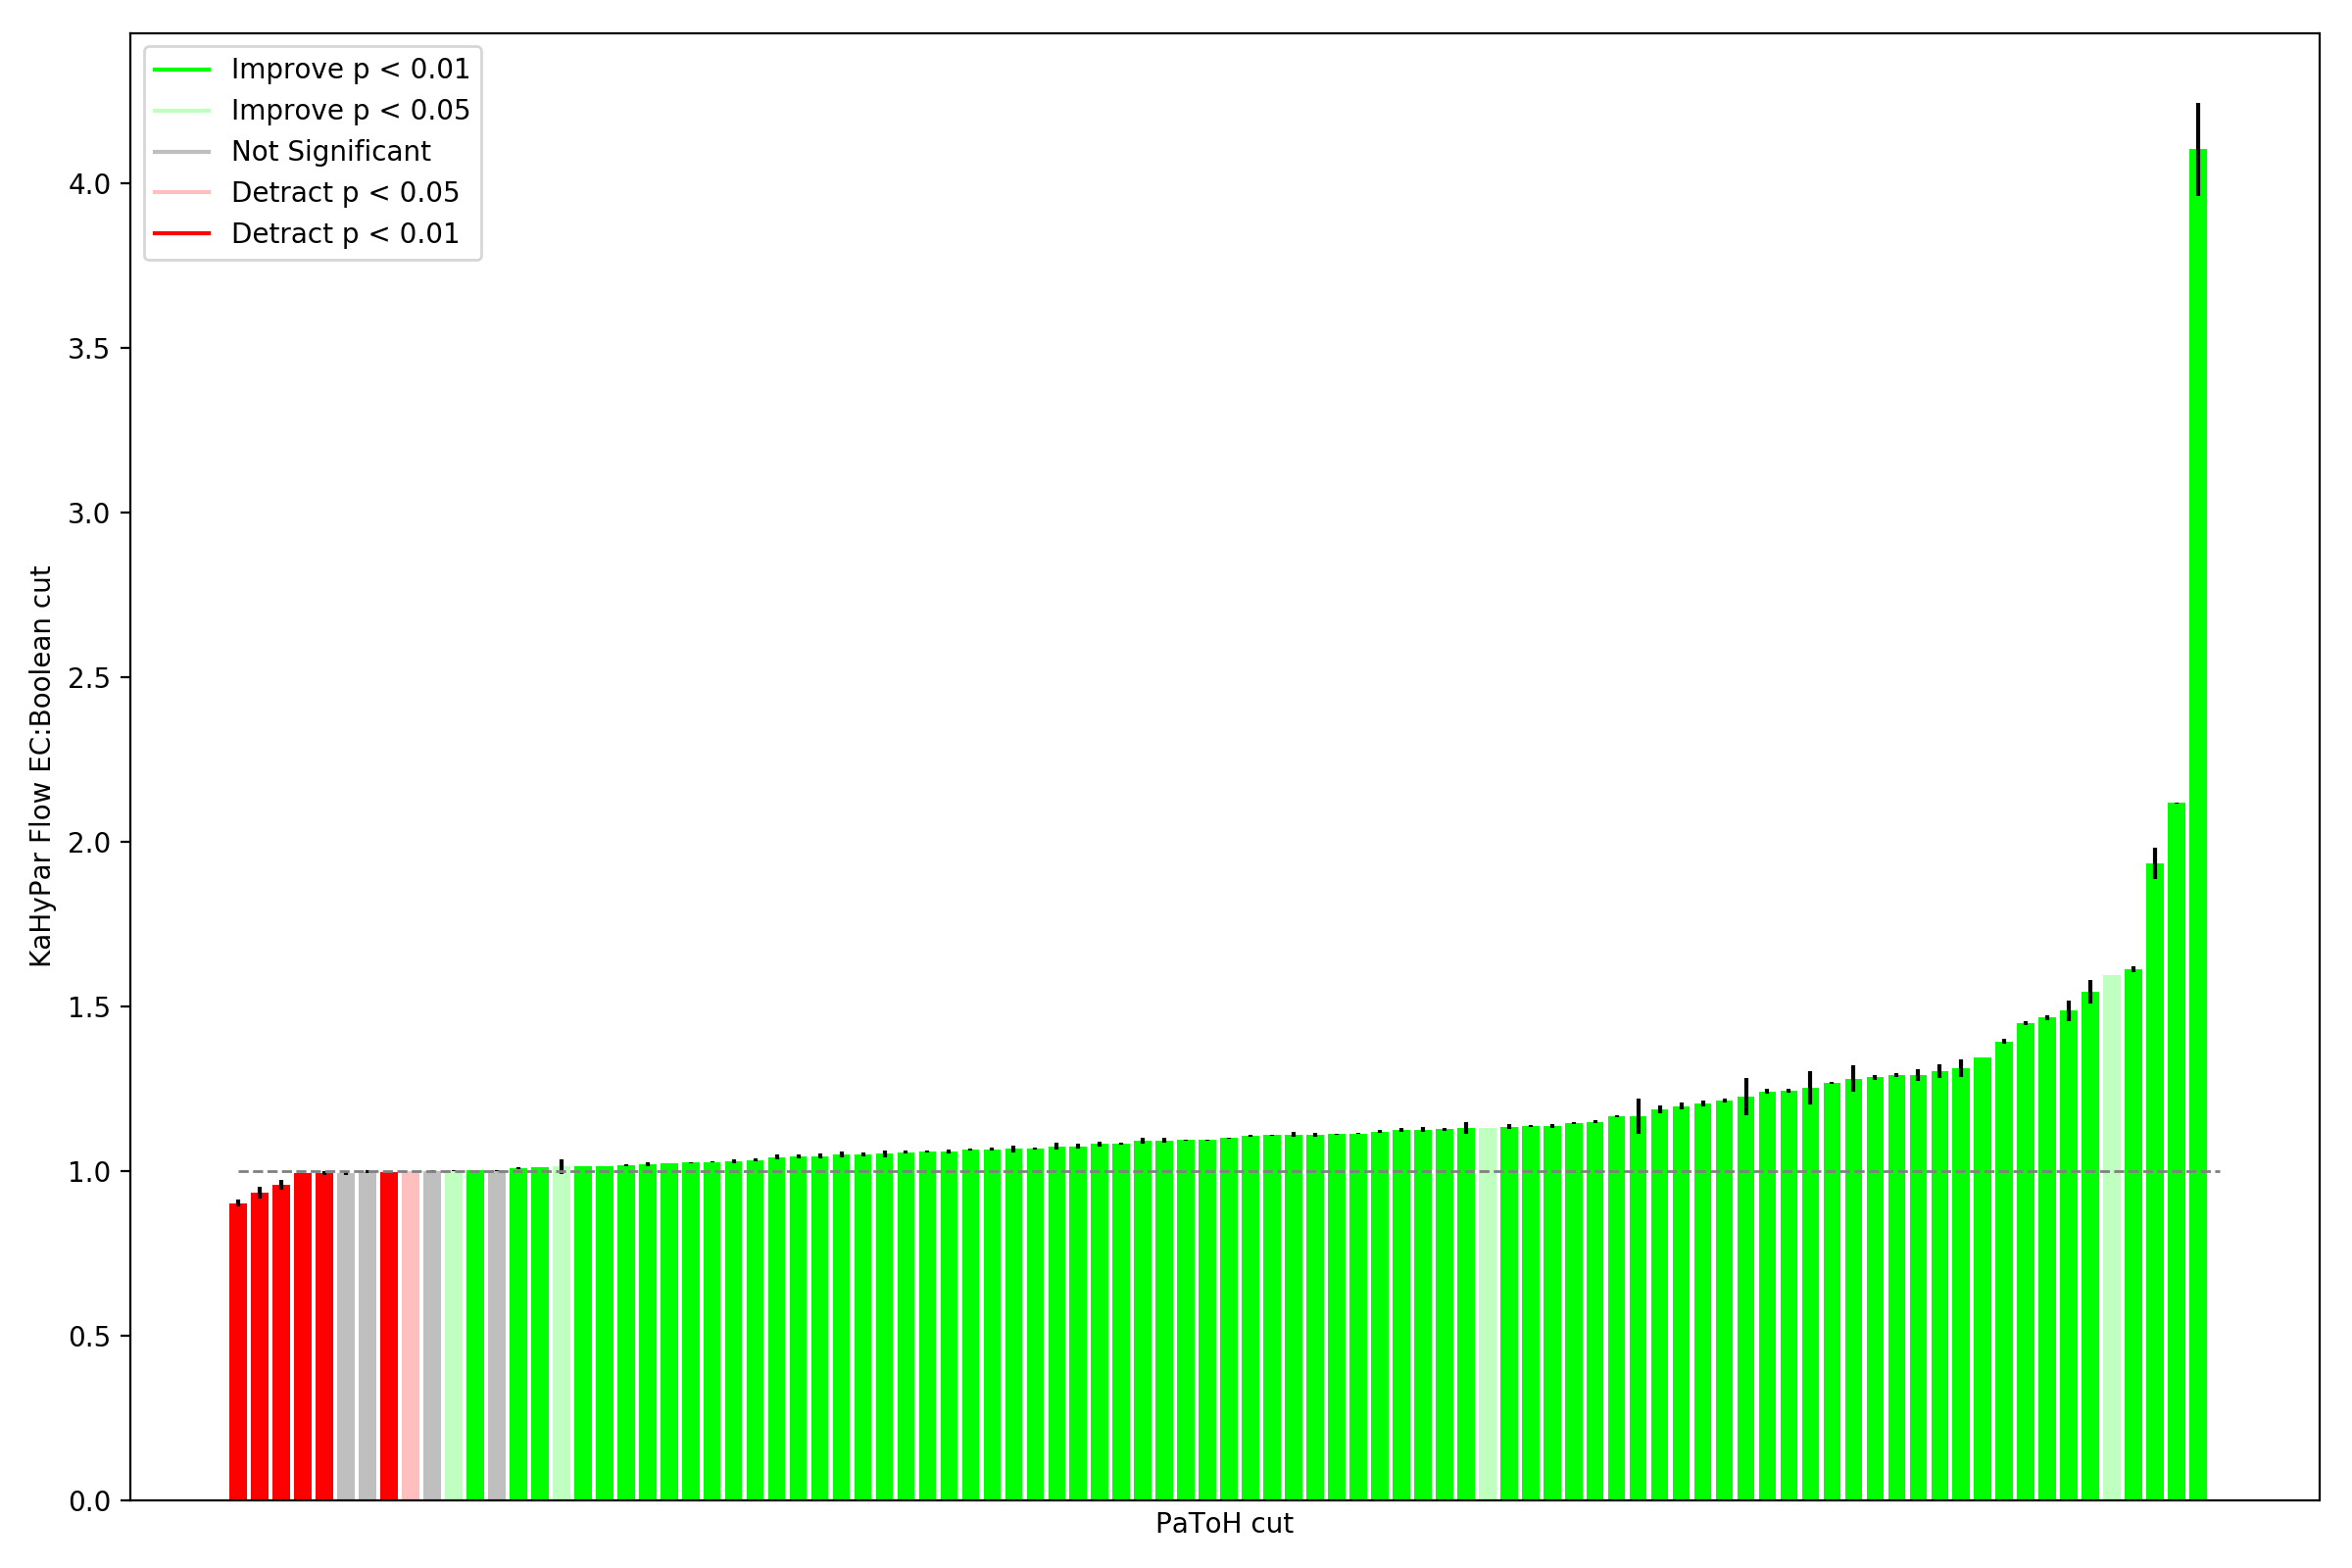 Improve p < 0.01
Improve p < 0.05
Not Significant
Detract p < 0.05
Detract p < 0.01
4.0
3.5
3.0
2.5
2.0
1.5
1.0
0.5
0.0
KaHyPar Flow EC:Boolean cut
PaToH cut